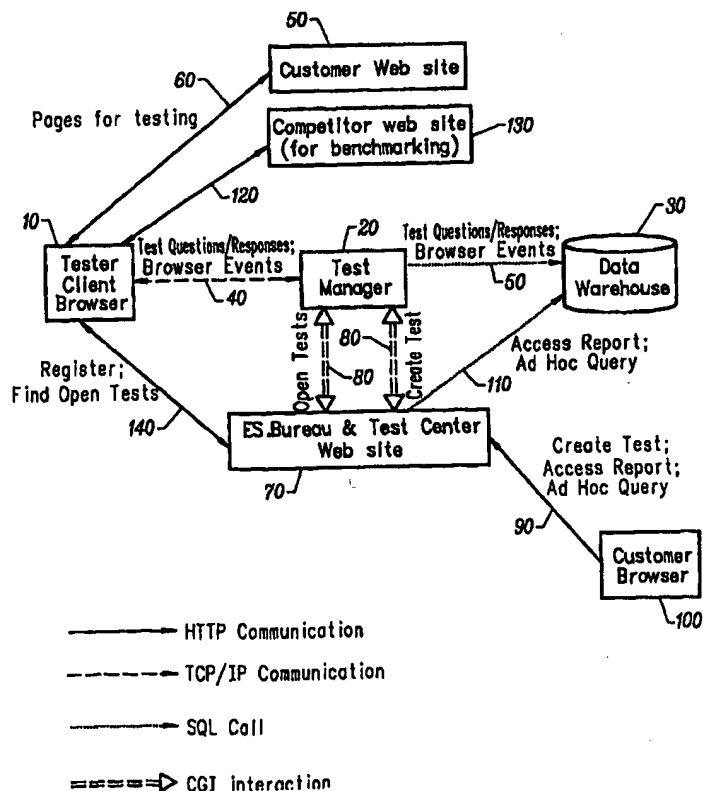 50
Customer Web site
60
Pages for testing
Competitor web site
(for benchmarking)
130
120
10
Tester
Client
Browser
Test Questions/Responses;
Browser Events
40
20
Test
Manager
Test Questions/Responses;
Browser Events
50
30
Data
Warehouse
Open Tests
80
80
Create Test
Access Report;
Ad Hoc Query
110
Register;
Find Open Tests
140
ES.Bureau & Test Center
Web site
70
Create Test;
Access Report;
Ad Hoc Query
90
Customer
Browser
100
HTTP Communication
TCP/IP Communication
SQL Call
CGI interaction